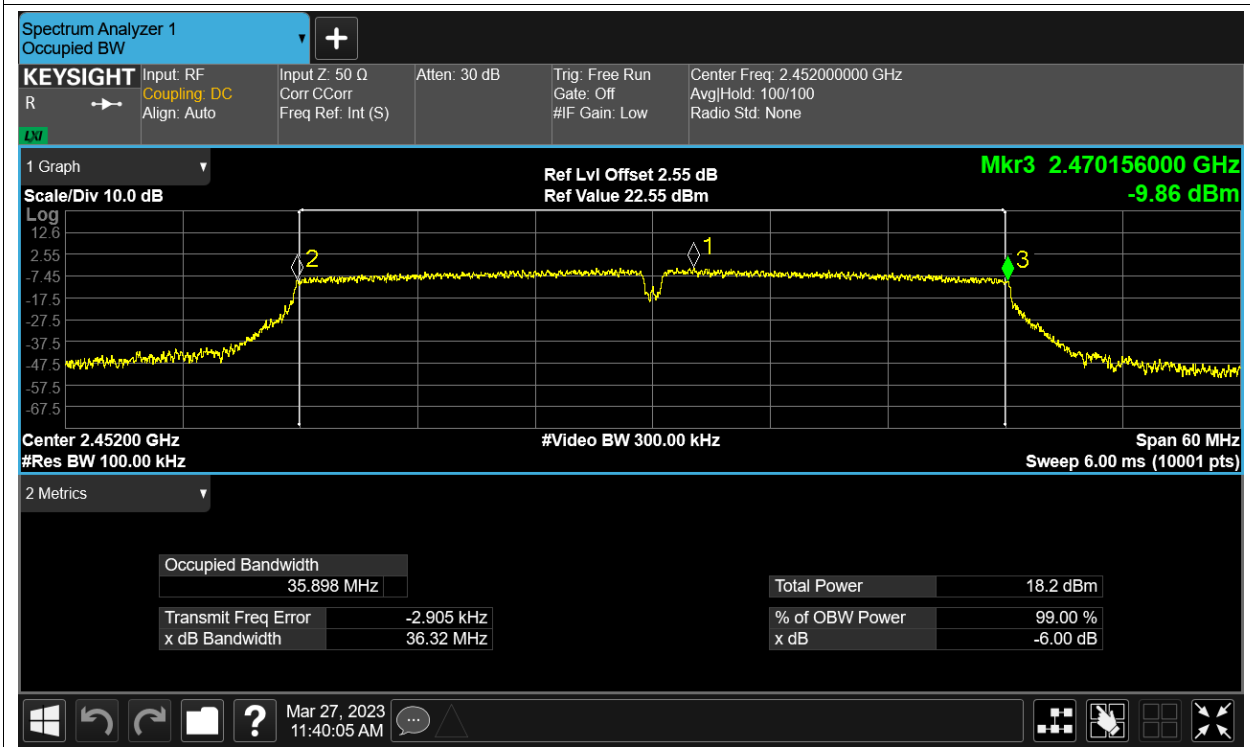 Spectrum Analyzer 1
Occupied BW
KEYSIGHT
R
LXI
Input: RF
Coupling: DC
Align: Auto
Input Z: 50 Ω
Corr CCorr
Freq Ref: Int (S)
Atten: 30 dB
Trig: Free Run
Gate: Off
#IF Gain: Low
Center Freq: 2.452000000 GHz
Avg|Hold: 100/100
Radio Std: None
1 Graph
Scale/Div 10.0 dB
Ref Lvl Offset 2.55 dB
Ref Value 22.55 dBm
Mkr3 2.470156000 GHz
-9.86 dBm
Log
12.6
2.55
-7.45
-17.5
-27.5
-37.5
-47.5
-57.5
-67.5
2
1
3
Center 2.45200 GHz
#Video BW 300.00 kHz
Span 60 MHz
#Res BW 100.00 kHz
Sweep 6.00 ms (10001 pts)
2 Metrics
Occupied Bandwidth
35.898 MHz
Transmit Freq Error -2.905 kHz
x dB Bandwidth 36.32 MHz
Total Power 18.2 dBm
% of OBW Power 99.00 %
x dB -6.00 dB
?
Mar 27, 2023
11:40:05 AM